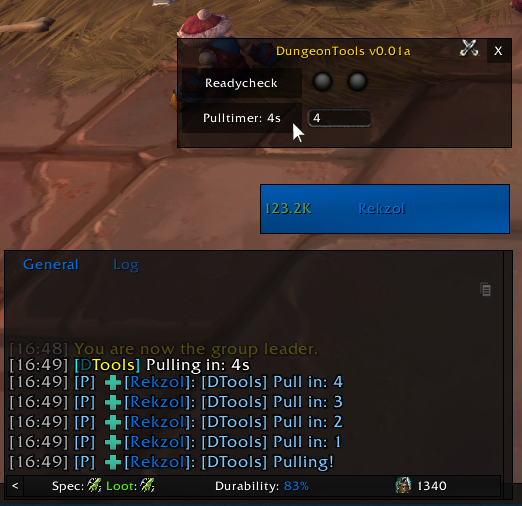 DungeonTools v0.01a
X
Readycheck
Pulltimer: 4s
4
123.2K Rekzol
General Log
[16:48] You are now the group leader.
[16:49] [DTools] Pulling in: 4s
[16:49] [P] [Rekzol]: [DTools] Pull in: 4
[16:49] [P] [Rekzol]: [DTools] Pull in: 3
[16:49] [P] [Rekzol]: [DTools] Pull in: 2
[16:49] [P] [Rekzol]: [DTools] Pull in: 1
[16:49] [P] [Rekzol]: [DTools] Pulling!
< Spec: Loot: Durability: 83% 1340